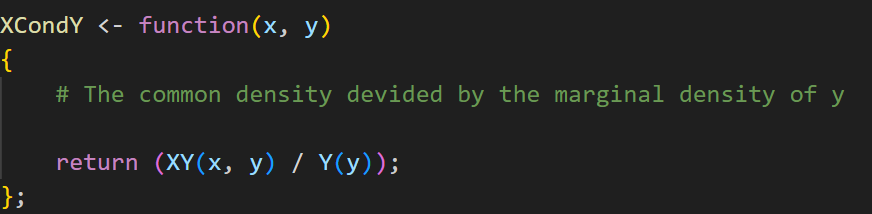 XCondY <- function(x, y)
{
# The common density devided by the marginal density of y
return (XY(x, y) / Y(y));
};